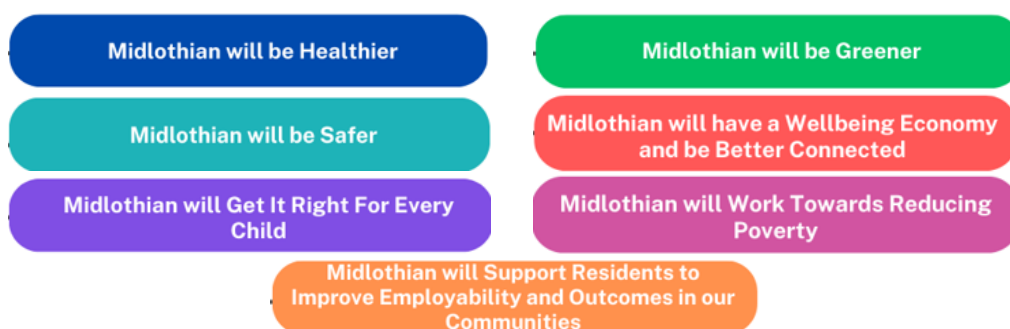 Midlothian will be Healthier
Midlothian will be Greener
Midlothian will be Safer
Midlothian will have a Wellbeing Economy
and be Better Connected
Midlothian will Get It Right For Every
Child
Midlothian will Work Towards Reducing
Poverty
Midlothian will Support Residents to
Improve Employability and Outcomes in our
Communities